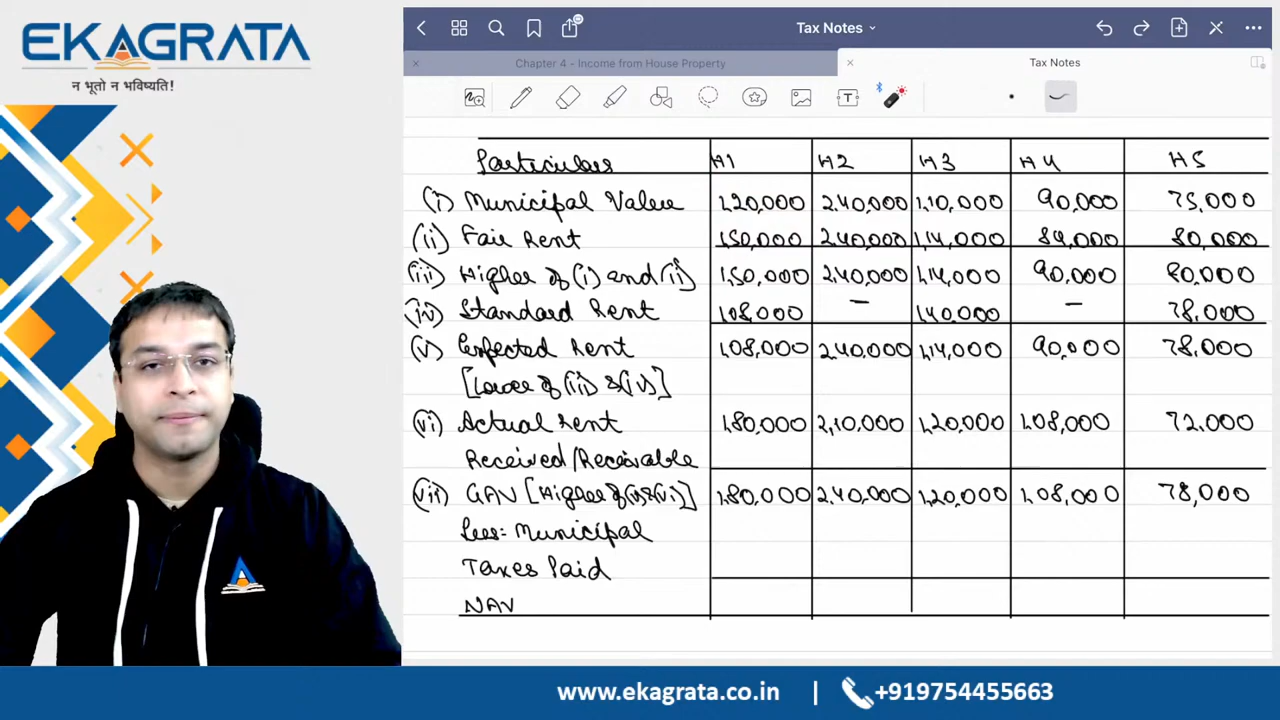 EKAGRATA
न भूतो न भविष्यति!
Tax Notes
Chapter 4 - Income from House Property
Tax Notes
Particulars H1 H2 H3 H4 H5
(i) Municipal Value 1,20,000 2,40,000 1,10,000 90,000 75,000
(ii) Fair Rent 1,50,000 2,40,000 1,14,000 84,000 80,000
(iii) Higher of (i) and (ii) 1,50,000 2,40,000 1,14,000 90,000 80,000
(iv) Standard Rent 1,08,000 — 1,40,000 — 78,000
(v) Expected Rent 1,08,000 2,40,000 1,14,000 90,000 78,000
[Lower of (iii) & (iv)]
(vi) Actual Rent 1,80,000 2,10,000 1,20,000 1,08,000 72,000
Received/Receivable
(vii) GAV [Higher of (v) & (vi)] 1,80,000 2,40,000 1,20,000 1,08,000 78,000
Less:- Municipal
Taxes Paid
NAV
www.ekagrata.co.in | +919754455663